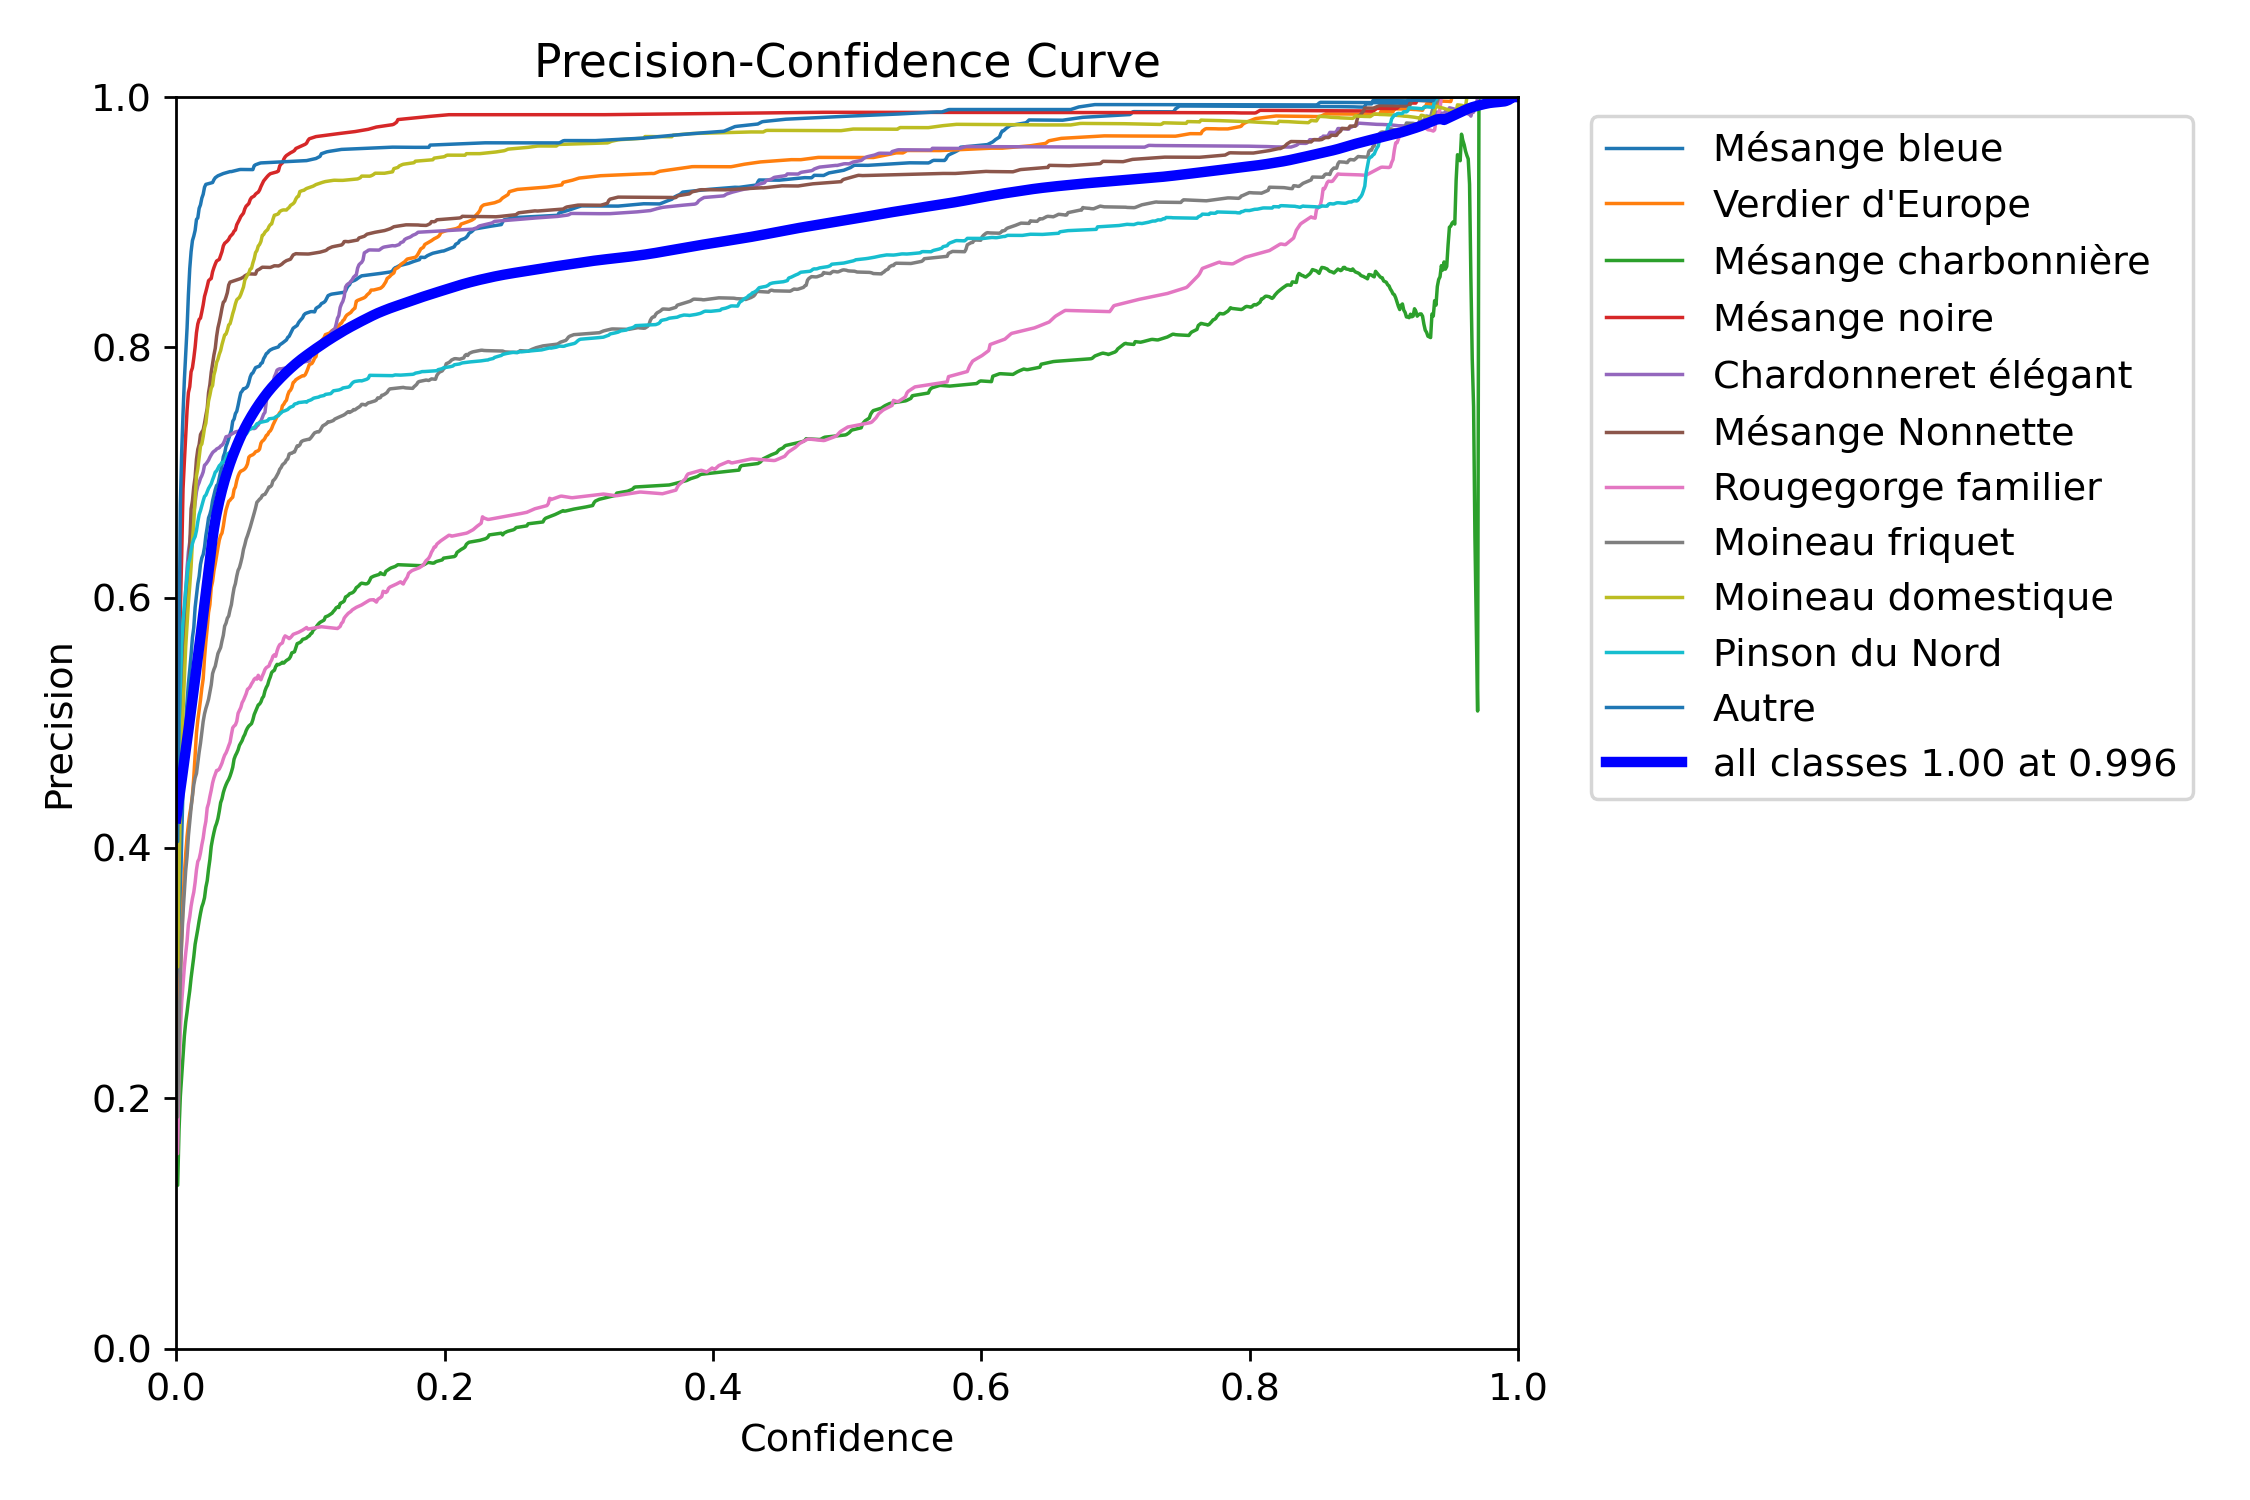 Precision-Confidence Curve
1.0
0.8
0.6
0.4
0.2
0.0
Precision
0.0 0.2 0.4 0.6 0.8 1.0
Confidence
Mésange bleue
Verdier d'Europe
Mésange charbonnière
Mésange noire
Chardonneret élégant
Mésange Nonnette
Rougegorge familier
Moineau friquet
Moineau domestique
Pinson du Nord
Autre
all classes 1.00 at 0.996